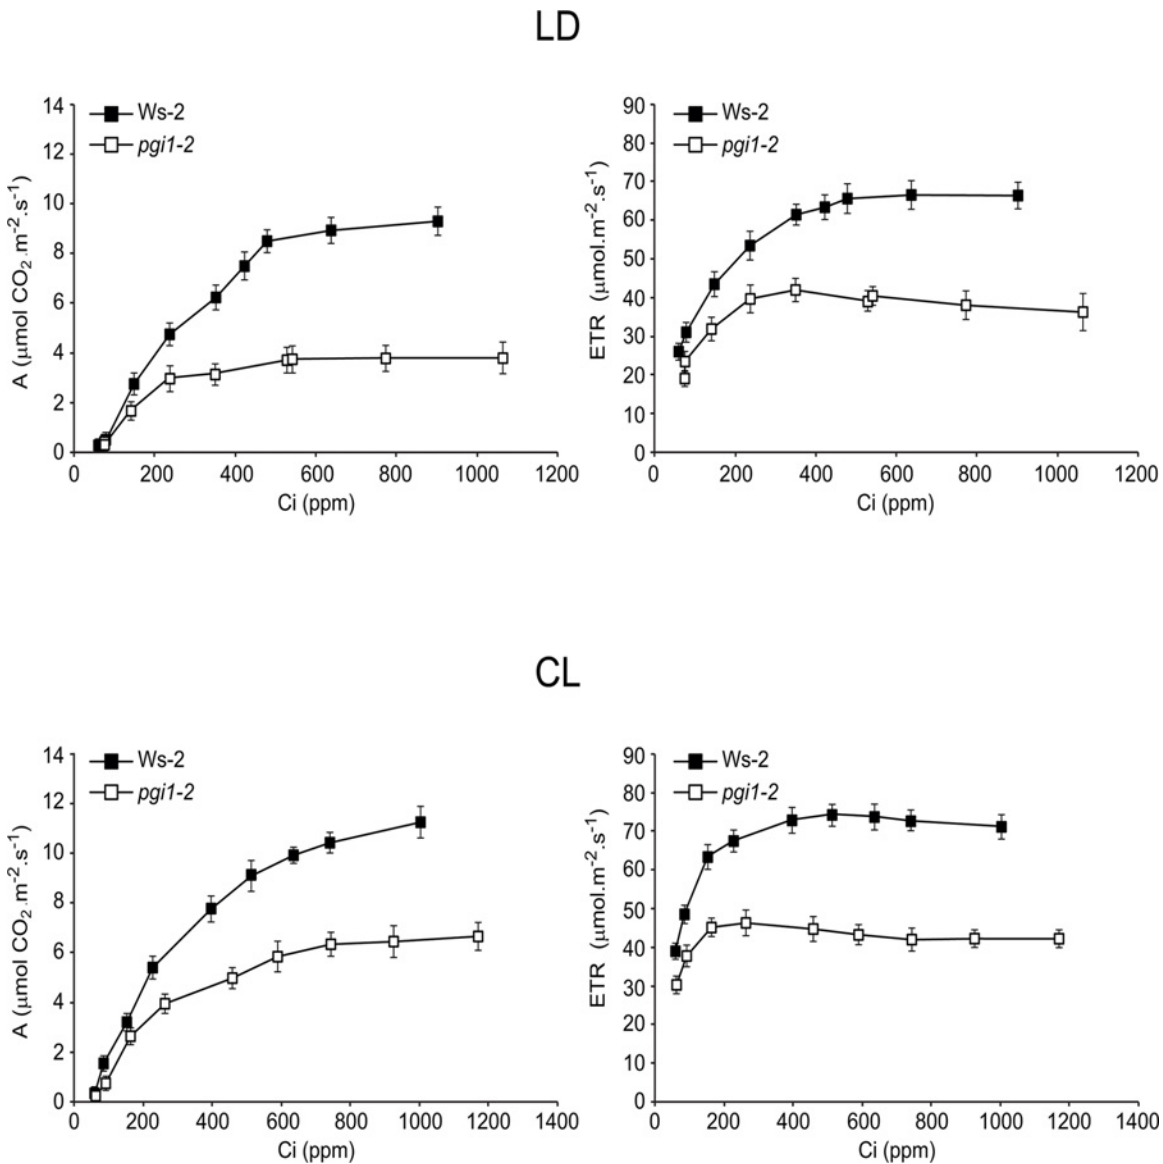 LD
A (μmol CO2.m-2.s-1)
14
12
10
8
6
4
2
0
Ws-2
pgi1-2
0 200 400 600 800 1000 1200
Ci (ppm)
ETR (μmol.m-2.s-1)
90
80
70
60
50
40
30
20
10
0
Ws-2
pgi1-2
0 200 400 600 800 1000 1200
Ci (ppm)
CL
A (μmol CO2.m-2.s-1)
14
12
10
8
6
4
2
0
Ws-2
pgi1-2
0 200 400 600 800 1000 1200 1400
Ci (ppm)
ETR (μmol.m-2.s-1)
90
80
70
60
50
40
30
20
10
0
Ws-2
pgi1-2
0 200 400 600 800 1000 1200 1400
Ci (ppm)